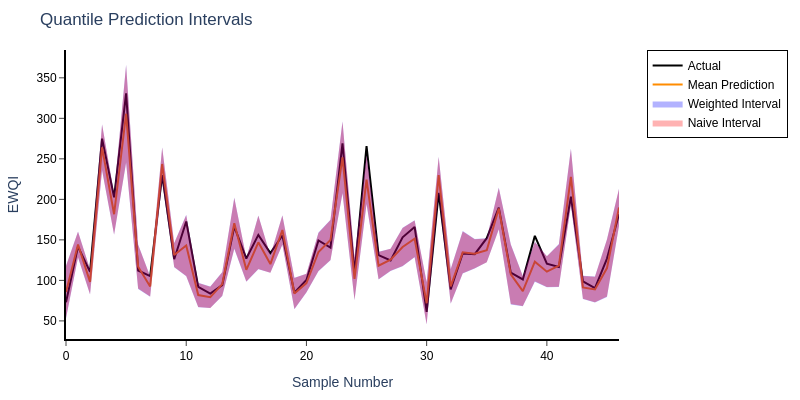 Quantile Prediction Intervals
Actual
Mean Prediction
Weighted Interval
Naive Interval
EWQI
350
300
250
200
150
100
50
0
10
20
30
40
Sample Number